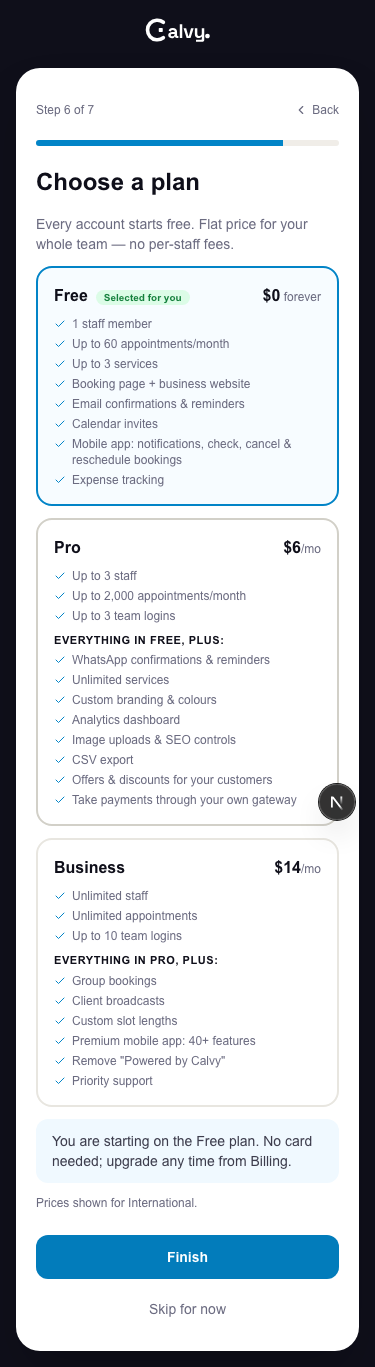 Calvy.
Step 6 of 7
Back
Choose a plan
Every account starts free. Flat price for your
whole team — no per-staff fees.
Free Selected for you $0 forever
1 staff member
Up to 60 appointments/month
Up to 3 services
Booking page + business website
Email confirmations & reminders
Calendar invites
Mobile app: notifications, check, cancel &
reschedule bookings
Expense tracking
Pro $6/mo
Up to 3 staff
Up to 2,000 appointments/month
Up to 3 team logins
EVERYTHING IN FREE, PLUS:
WhatsApp confirmations & reminders
Unlimited services
Custom branding & colours
Analytics dashboard
Image uploads & SEO controls
CSV export
Offers & discounts for your customers
Take payments through your own gateway
N
Business $14/mo
Unlimited staff
Unlimited appointments
Up to 10 team logins
EVERYTHING IN PRO, PLUS:
Group bookings
Client broadcasts
Custom slot lengths
Premium mobile app: 40+ features
Remove "Powered by Calvy"
Priority support
You are starting on the Free plan. No card
needed; upgrade any time from Billing.
Prices shown for International.
Finish
Skip for now